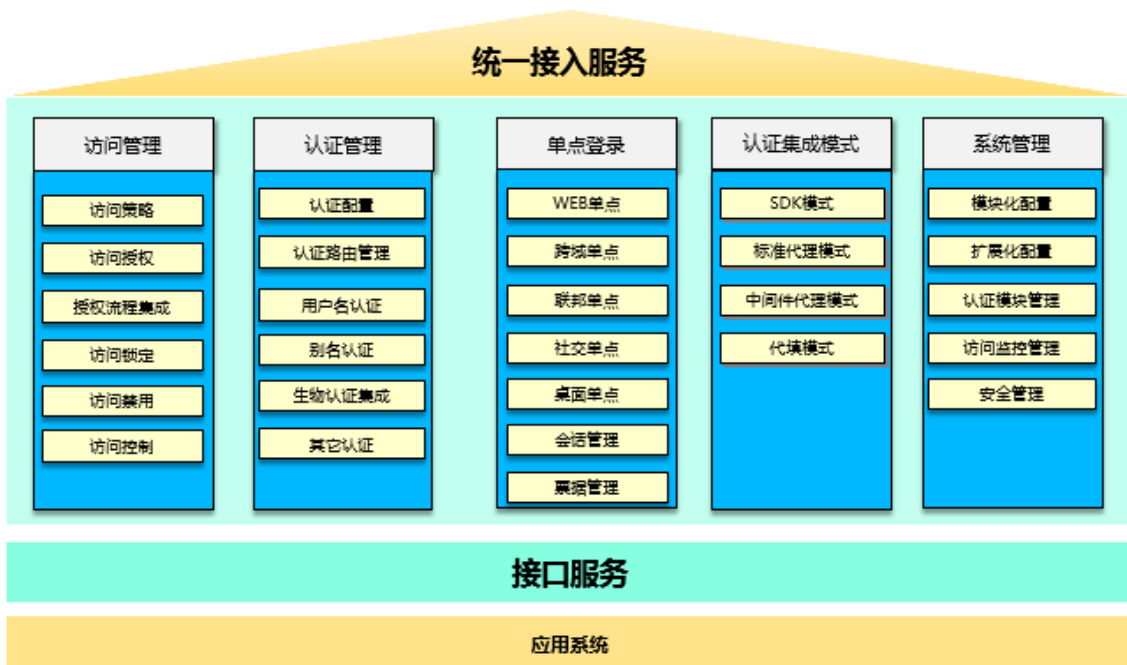 统一接入服务
访问管理
访问策略
访问授权
授权流程集成
访问锁定
访问禁用
访问控制
认证管理
认证配置
认证路由管理
用户名认证
别名认证
生物认证集成
其它认证
单点登录
WEB单点
跨域单点
联邦单点
社交单点
桌面单点
会话管理
票据管理
认证集成模式
SDK模式
标准代理模式
中间件代理模式
代填模式
系统管理
模块化配置
扩展化配置
认证模块管理
访问监控管理
安全管理
接口服务
应用系统